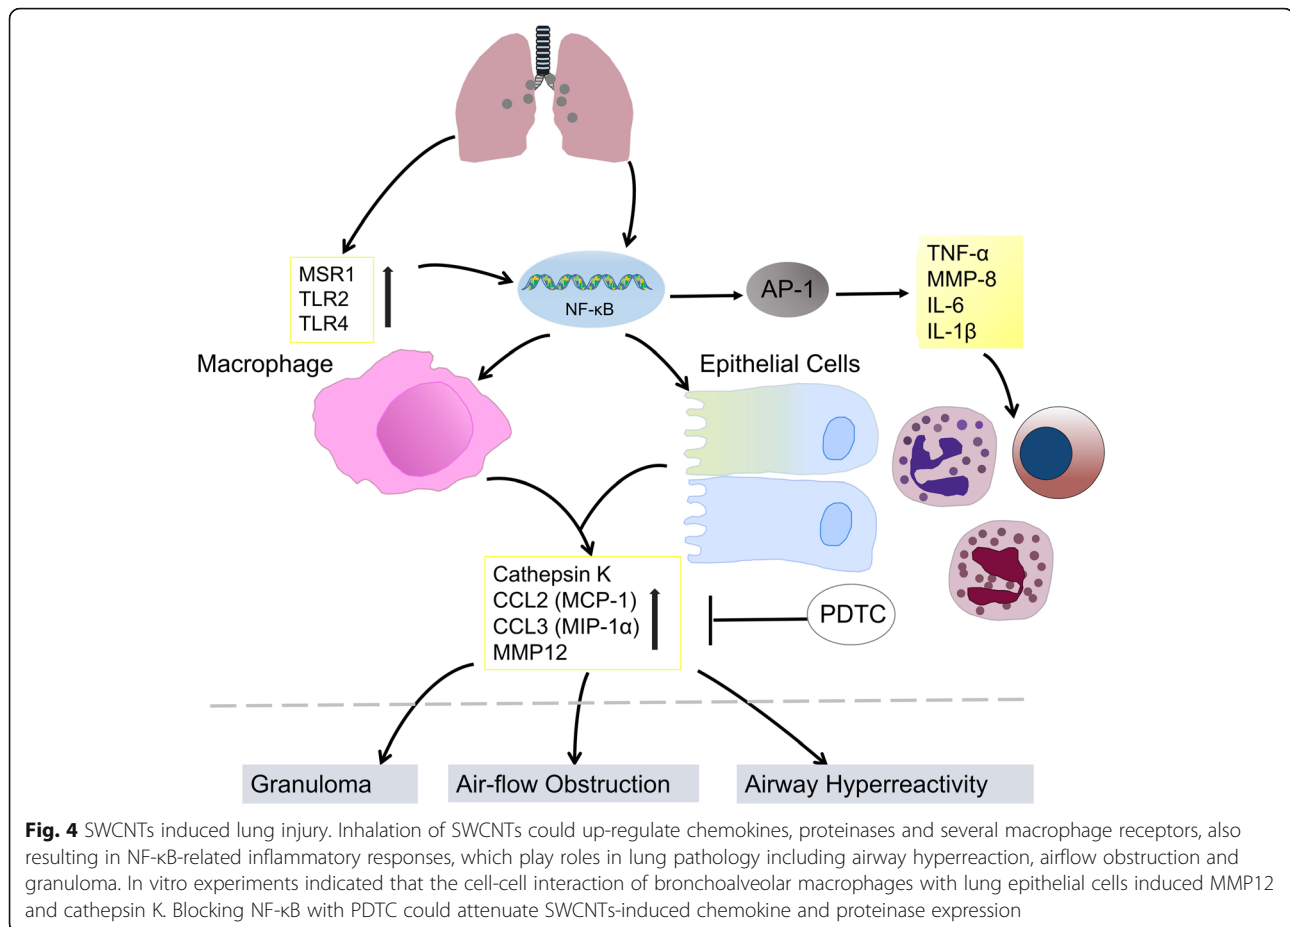 MSR1
TLR2
TLR4
NF-κB
AP-1
TNF-α
MMP-8
IL-6
IL-1β
Macrophage
Epithelial Cells
Cathepsin K
CCL2 (MCP-1)
CCL3 (MIP-1α)
MMP12
PDTC
Granuloma
Air-flow Obstruction
Airway Hyperreactivity
Fig. 4 SWCNTs induced lung injury. Inhalation of SWCNTs could up-regulate chemokines, proteinases and several macrophage receptors, also
resulting in NF-κB-related inflammatory responses, which play roles in lung pathology including airway hyperreaction, airflow obstruction and
granuloma. In vitro experiments indicated that the cell-cell interaction of bronchoalveolar macrophages with lung epithelial cells induced MMP12
and cathepsin K. Blocking NF-κB with PDTC could attenuate SWCNTs-induced chemokine and proteinase expression